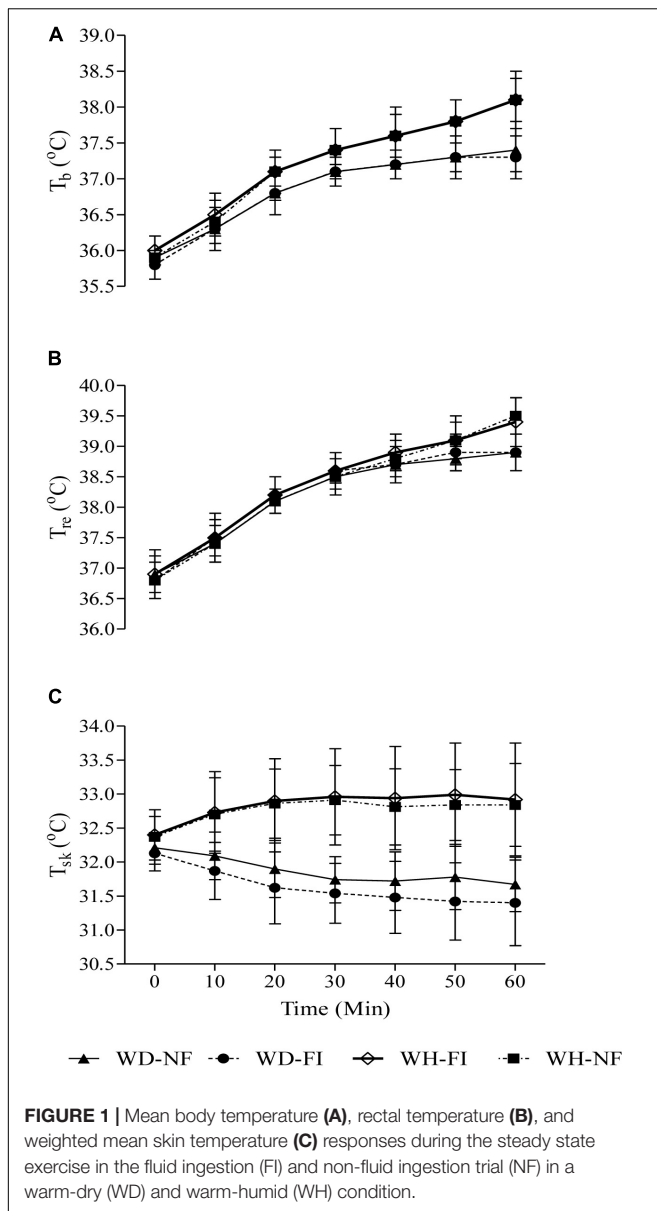 A
39.0
38.5
38.0
37.5
37.0
36.5
36.0
35.5
T_b (°C)
B
40.0
39.5
39.0
38.5
38.0
37.5
37.0
36.5
36.0
T_re (°C)
C
34.0
33.5
33.0
32.5
32.0
31.5
31.0
30.5
T_sk (°C)
0 10 20 30 40 50 60
Time (Min)
WD-NF WD-FI WH-FI WH-NF
FIGURE 1 | Mean body temperature (A), rectal temperature (B), and
weighted mean skin temperature (C) responses during the steady state
exercise in the fluid ingestion (FI) and non-fluid ingestion trial (NF) in a
warm-dry (WD) and warm-humid (WH) condition.